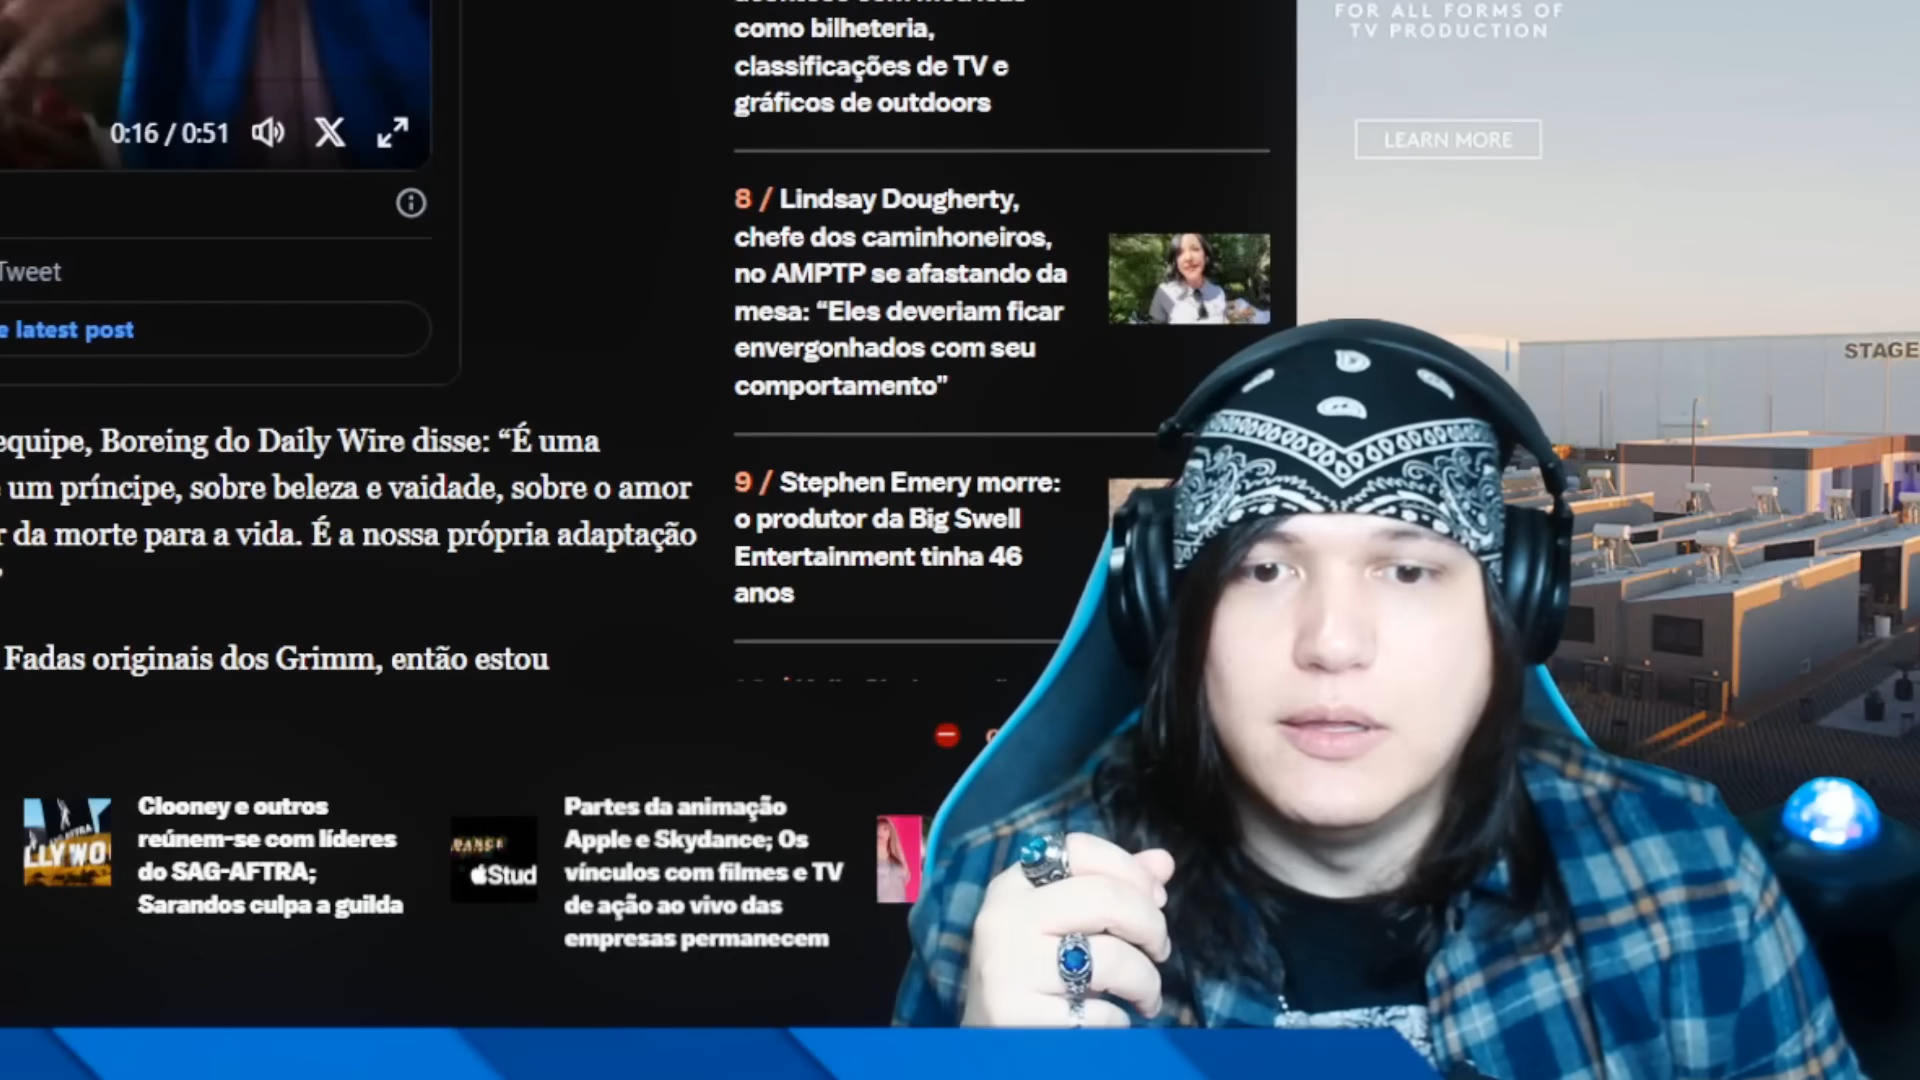 0:16 / 0:51
Tweet
e latest post
equipe, Boreing do Daily Wire disse: “É uma
um príncipe, sobre beleza e vaidade, sobre o amor
r da morte para a vida. É a nossa própria adaptação
Fadas originais dos Grimm, então estou
como bilheteria,
classificações de TV e
gráficos de outdoors
8 / Lindsay Dougherty,
chefe dos caminhoneiros,
no AMPTP se afastando da
mesa: “Eles deveriam ficar
envergonhados com seu
comportamento”
9 / Stephen Emery morre:
o produtor da Big Swell
Entertainment tinha 46
anos
FOR ALL FORMS OF
TV PRODUCTION
LEARN MORE
STAGE
LLYWO
Clooney e outros
reúnem-se com líderes
do SAG-AFTRA;
Sarandos culpa a guilda
DANCE
Stud
Partes da animação
Apple e Skydance; Os
vínculos com filmes e TV
de ação ao vivo das
empresas permanecem